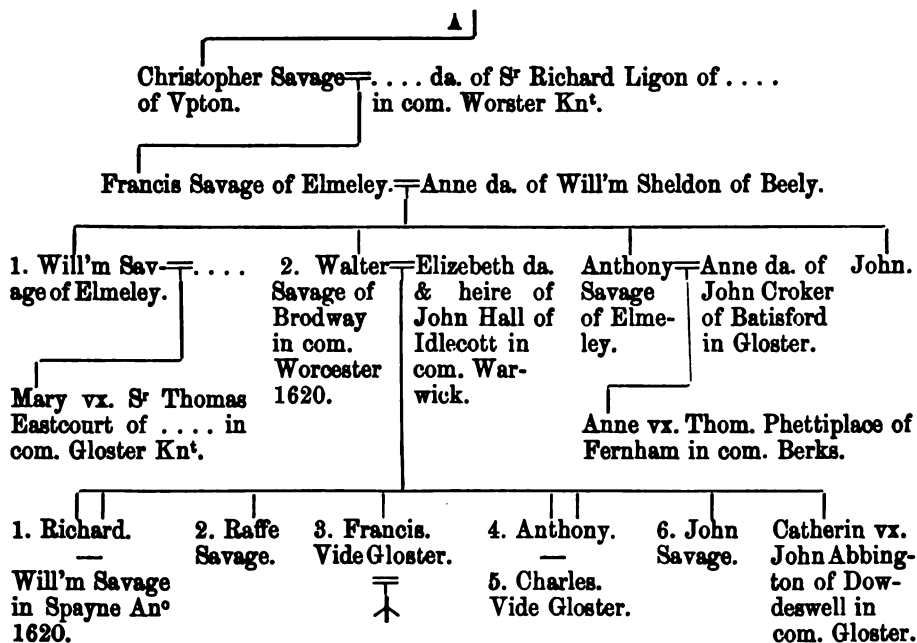 A
Christopher Savage=. . . . da. of Sʳ Richard Ligon of . . . .
of Vpton. in com. Worster Knᵗ.
Francis Savage of Elmeley.=Anne da. of Will'm Sheldon of Beely.
1. Will'm Sav-=. . . .
age of Elmeley.
2. Walter=Elizebeth da.
Savage of & heire of
Brodway John Hall of
in com. Idlecott in
Worcester com. War-
1620. wick.
Anthony=Anne da. of
Savage John Croker
of Elme- of Batisford
ley. in Gloster.
John.
Mary vx. Sʳ Thomas
Eastcourt of . . . . in
com. Gloster Knᵗ.
Anne vx. Thom. Phettiplace of
Fernham in com. Berks.
1. Richard.
—
Will'm Savage
in Spayne Anᵒ
1620.
2. Raffe
Savage.
3. Francis.
Vide Gloster.
4. Anthony.
—
5. Charles.
Vide Gloster.
6. John
Savage.
Catherin vx.
John Abbing-
ton of Dow-
deswell in
com. Gloster.